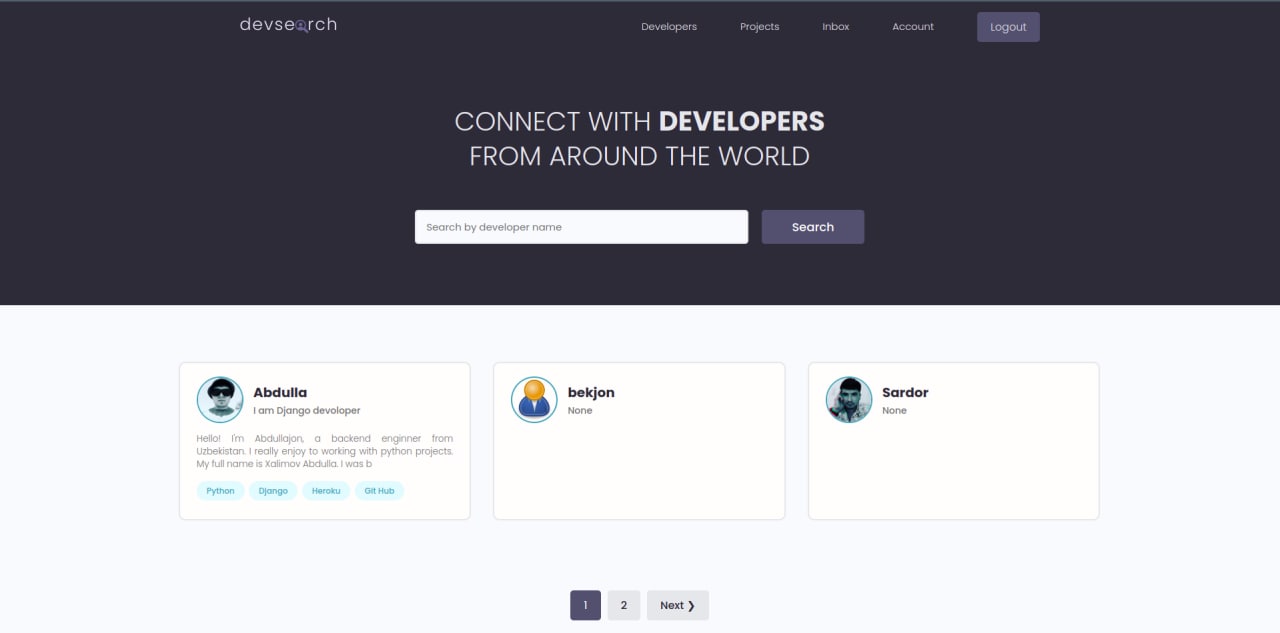 devsearch
Developers
Projects
Inbox
Account
Logout
CONNECT WITH DEVELOPERS
FROM AROUND THE WORLD
Search by developer name
Search
Abdulla
I am Django devoloper
Hello! I'm Abdullajon, a backend enginner from
Uzbekistan. I really enjoy to working with python projects.
My full name is Xalimov Abdulla. I was b
Python
Django
Heroku
Git Hub
bekjon
None
Sardor
None
1
2
Next ❯